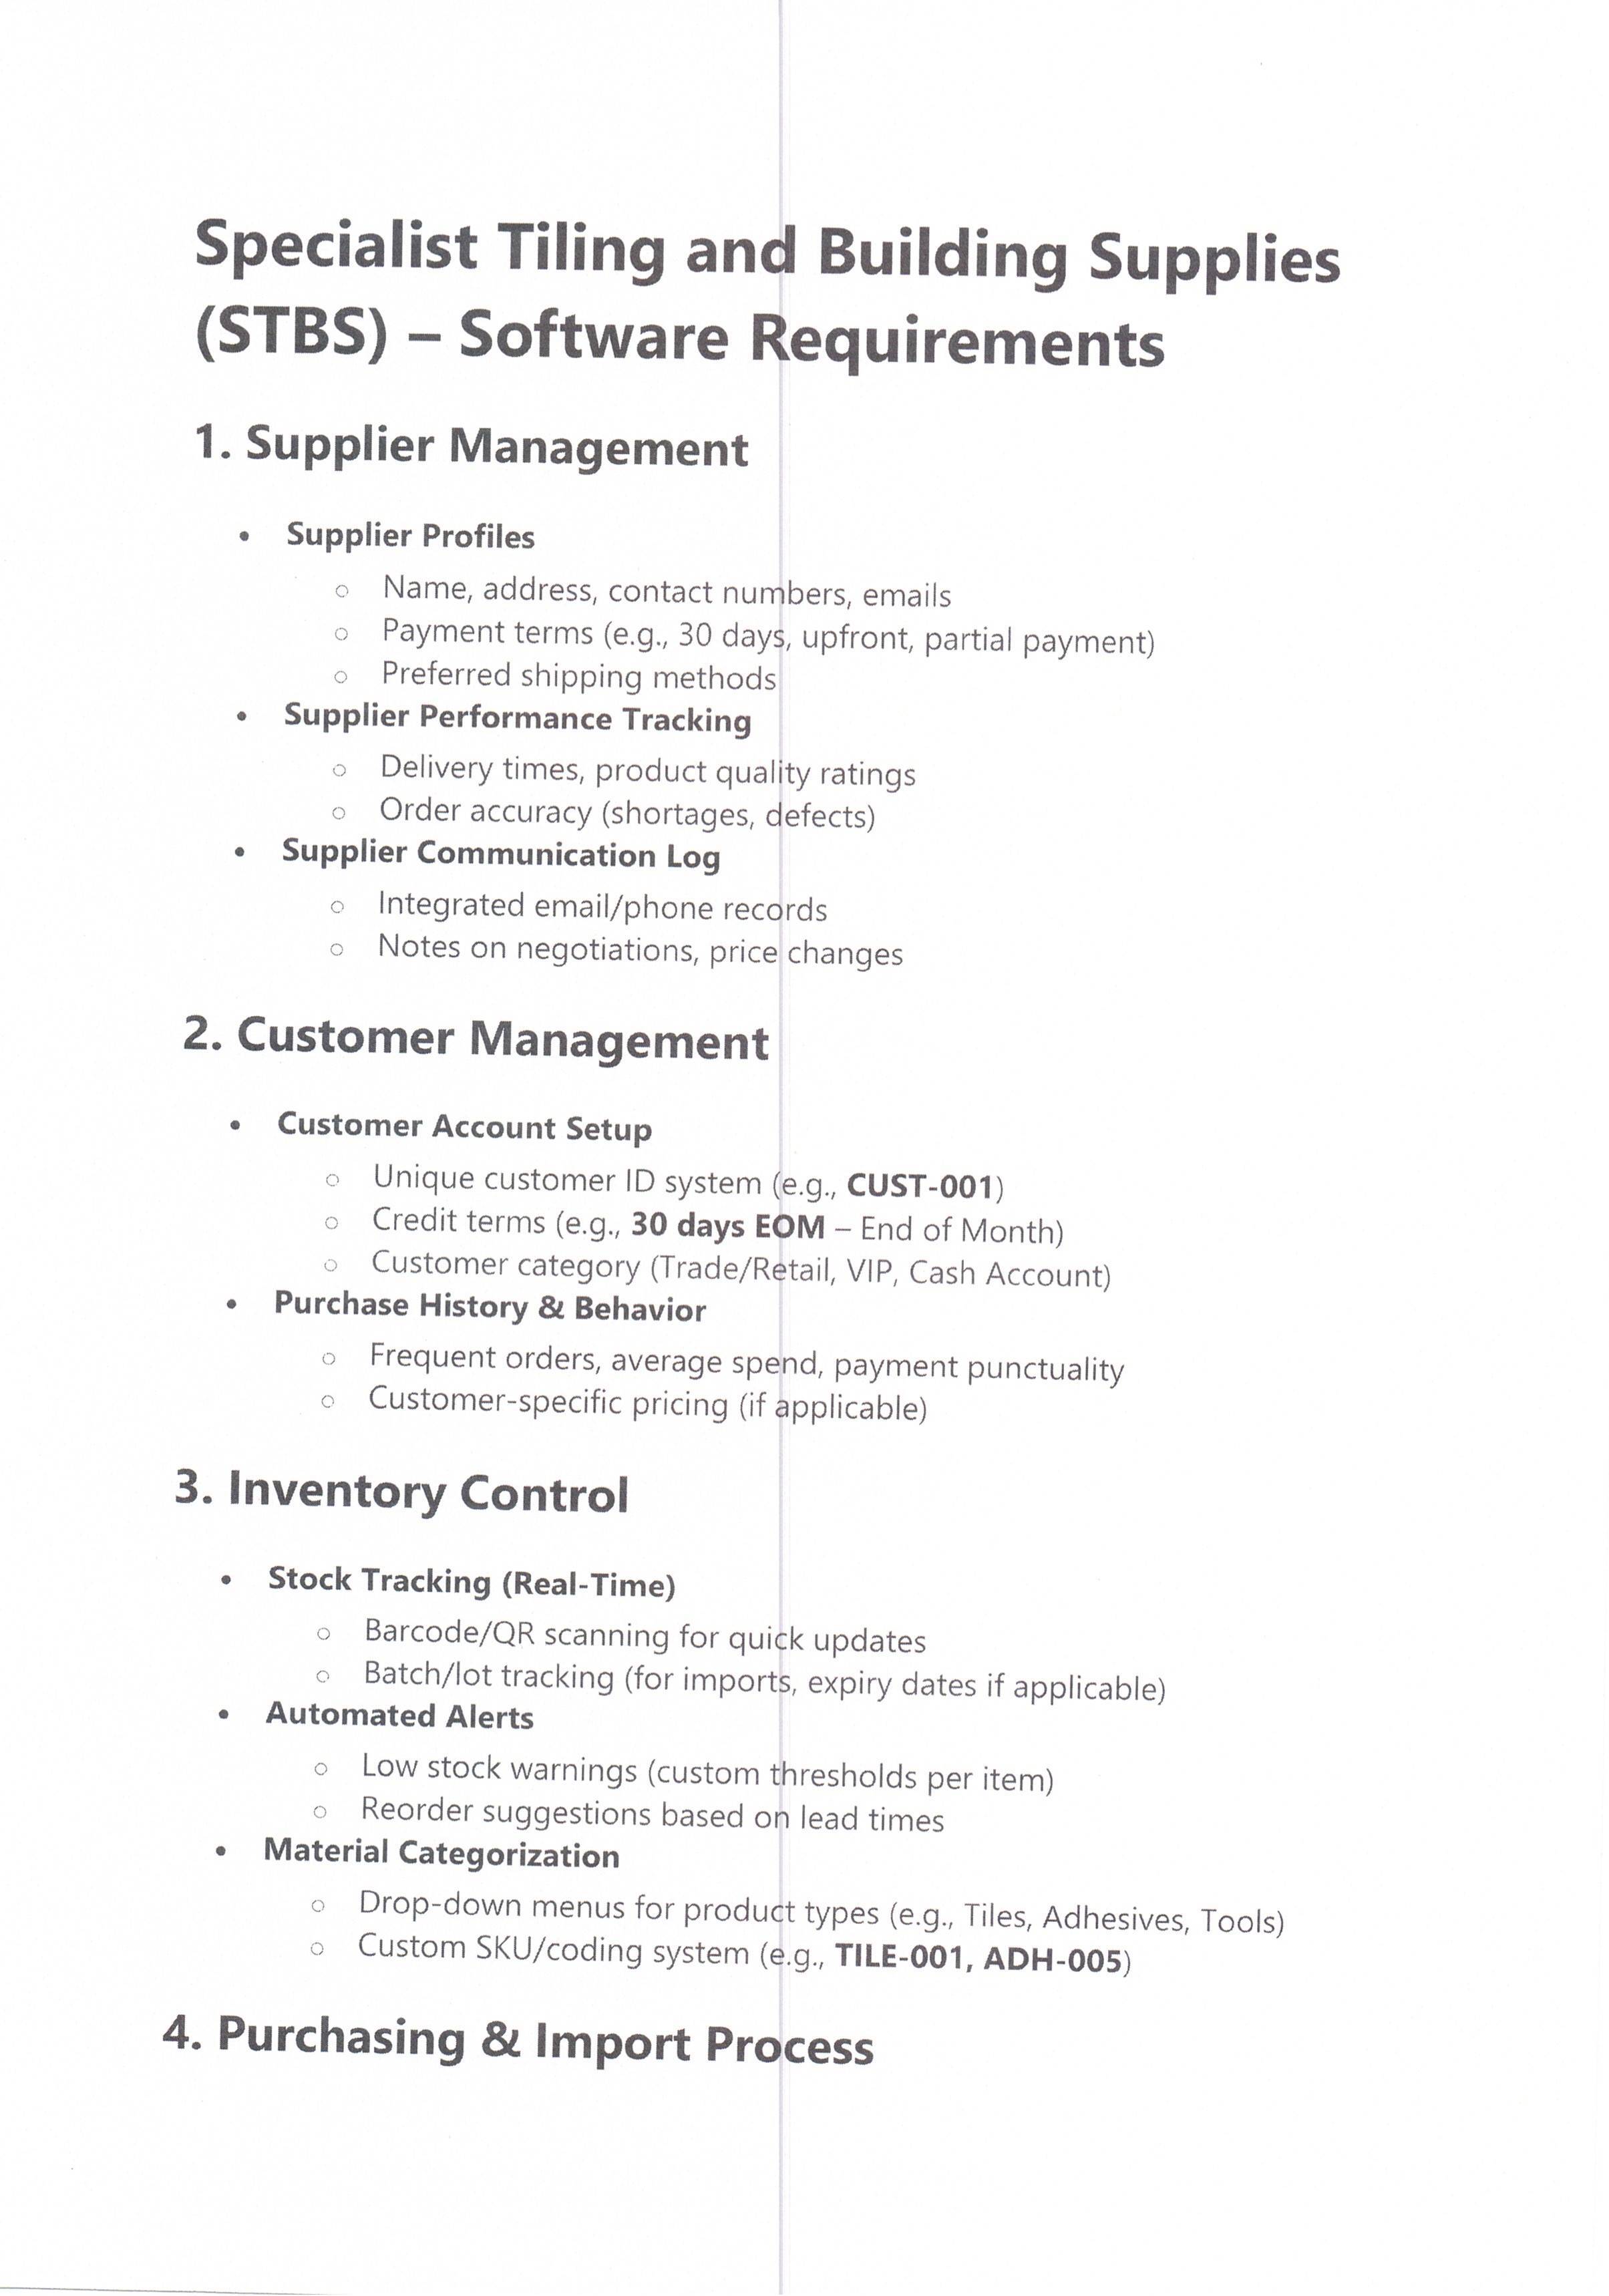 Specialist Tiling and Building Supplies
(STBS) – Software Requirements
1. Supplier Management
• Supplier Profiles
○ Name, address, contact numbers, emails
○ Payment terms (e.g., 30 days, upfront, partial payment)
○ Preferred shipping methods
• Supplier Performance Tracking
○ Delivery times, product quality ratings
○ Order accuracy (shortages, defects)
• Supplier Communication Log
○ Integrated email/phone records
○ Notes on negotiations, price changes
2. Customer Management
• Customer Account Setup
○ Unique customer ID system (e.g., CUST-001)
○ Credit terms (e.g., 30 days EOM – End of Month)
○ Customer category (Trade/Retail, VIP, Cash Account)
• Purchase History & Behavior
○ Frequent orders, average spend, payment punctuality
○ Customer-specific pricing (if applicable)
3. Inventory Control
• Stock Tracking (Real-Time)
○ Barcode/QR scanning for quick updates
○ Batch/lot tracking (for imports, expiry dates if applicable)
• Automated Alerts
○ Low stock warnings (custom thresholds per item)
○ Reorder suggestions based on lead times
• Material Categorization
○ Drop-down menus for product types (e.g., Tiles, Adhesives, Tools)
○ Custom SKU/coding system (e.g., TILE-001, ADH-005)
4. Purchasing & Import Process